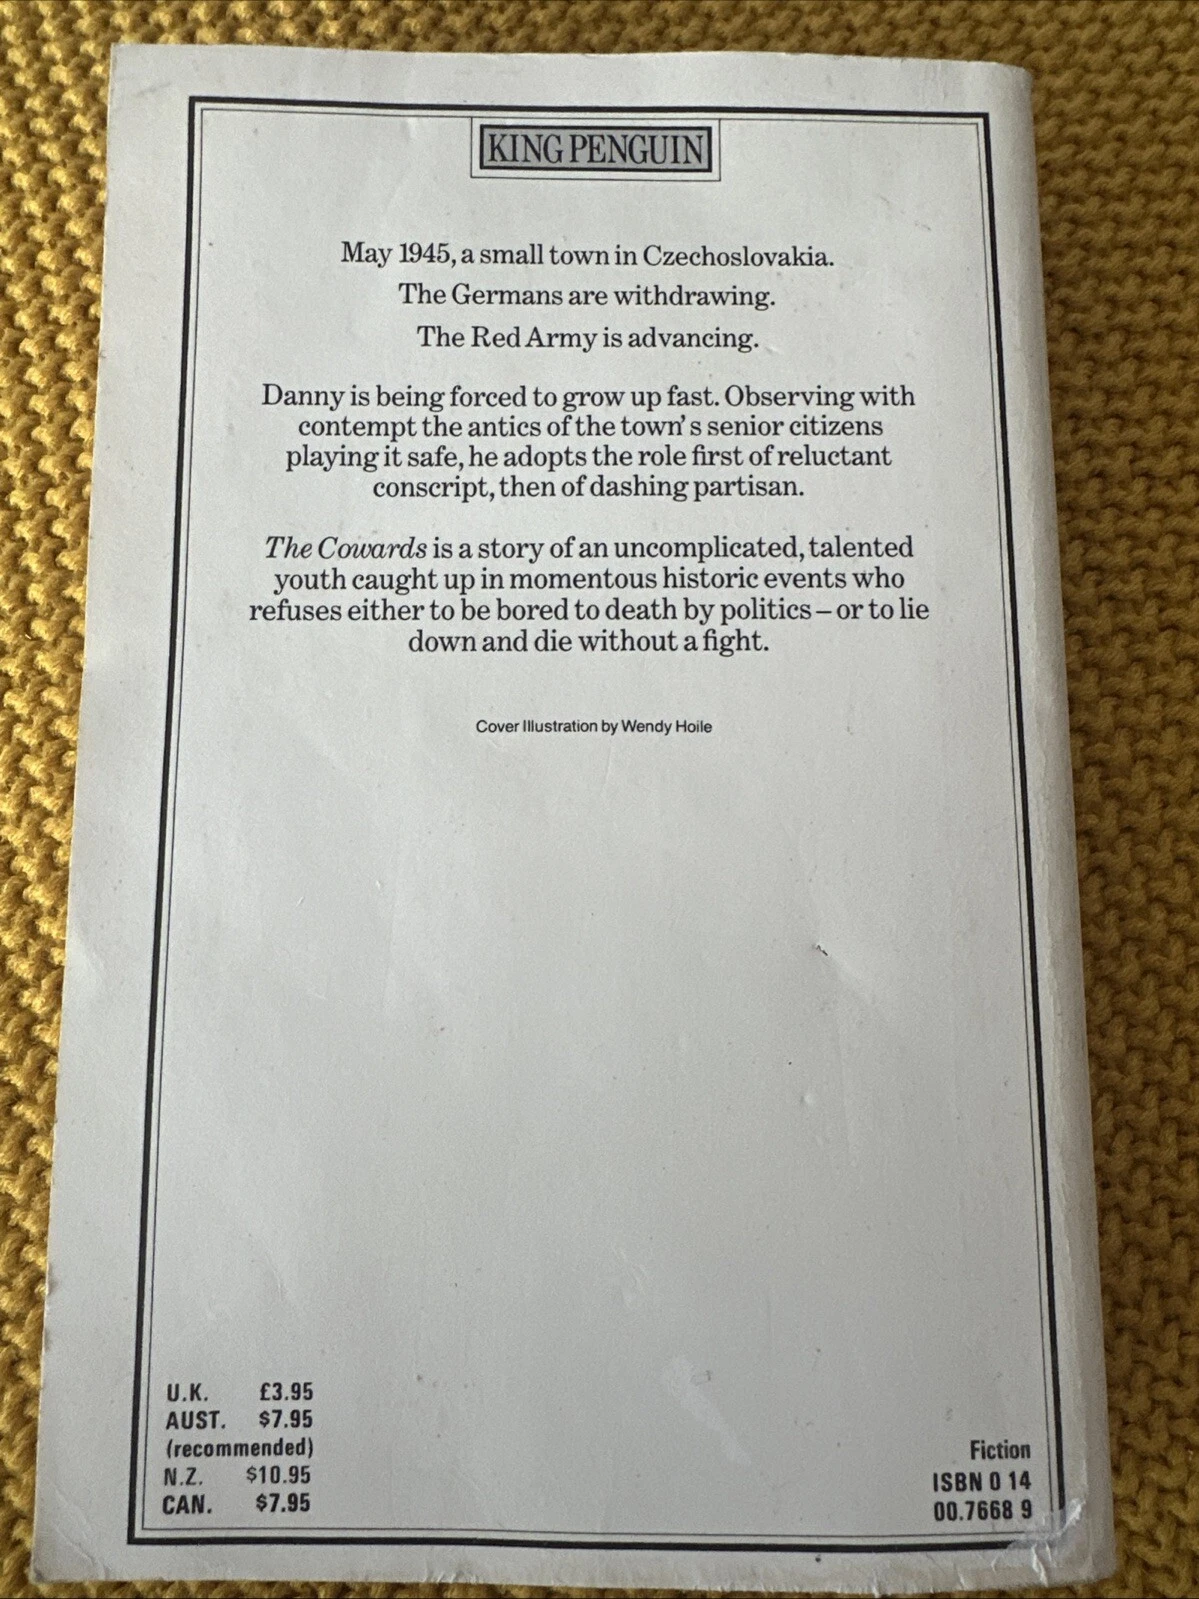 KING PENGUIN
May 1945, a small town in Czechoslovakia.
The Germans are withdrawing.
The Red Army is advancing.
Danny is being forced to grow up fast. Observing with
contempt the antics of the town's senior citizens
playing it safe, he adopts the role first of reluctant
conscript, then of dashing partisan.
The Cowards is a story of an uncomplicated, talented
youth caught up in momentous historic events who
refuses either to be bored to death by politics – or to lie
down and die without a fight.
Cover Illustration by Wendy Hoile
U.K. £3.95
AUST. $7.95
(recommended)
N.Z. $10.95
CAN. $7.95
Fiction
ISBN 0 14
00.7668 9